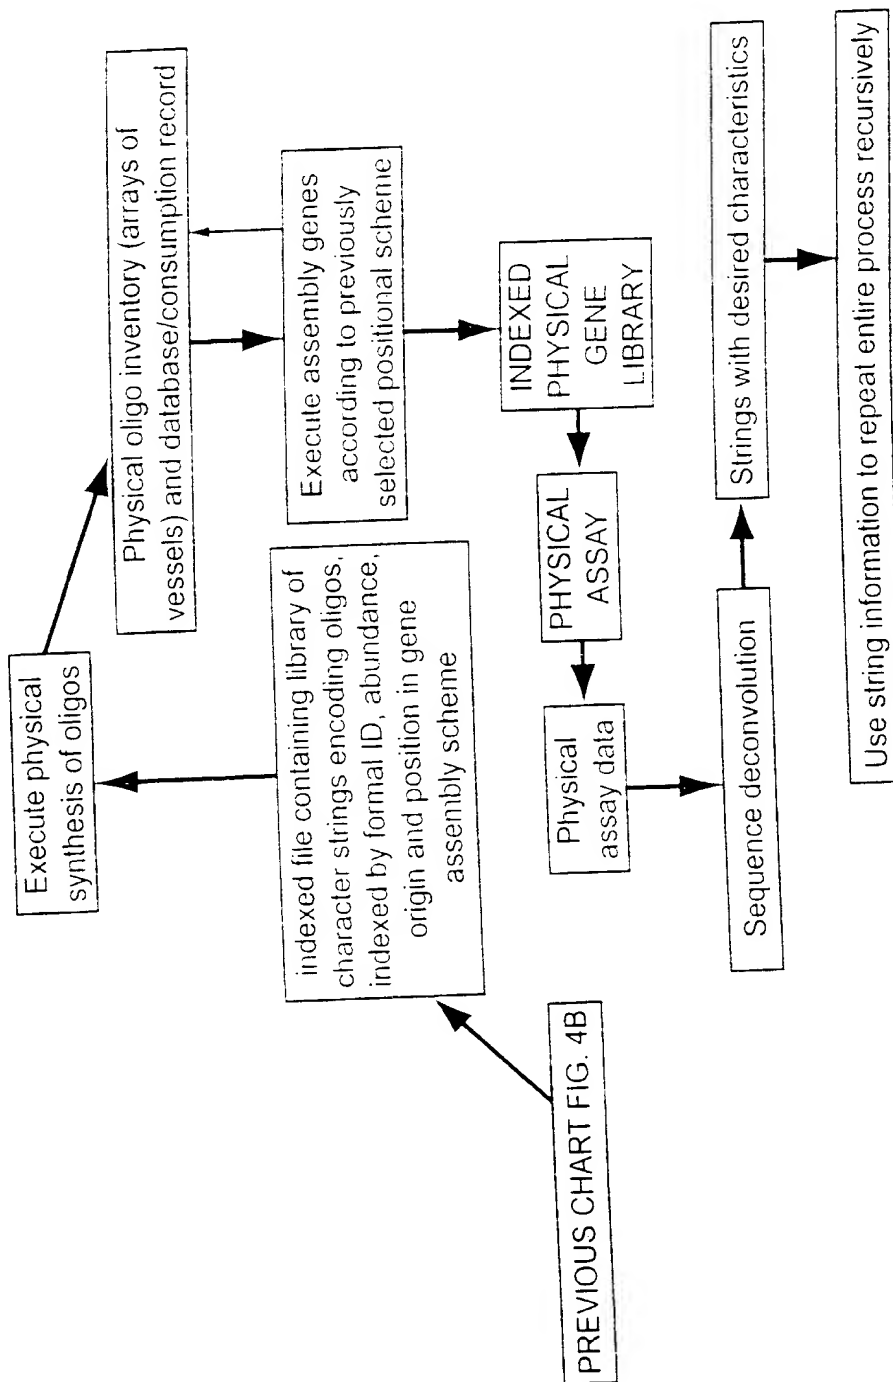 PREVIOUS CHART FIG. 4B
indexed file containing library of
character strings encoding oligos,
indexed by formal ID, abundance,
origin and position in gene
assembly scheme
Execute physical
synthesis of oligos
Physical oligo inventory (arrays of
vessels) and database/consumption record
Execute assembly genes
according to previously
selected positional scheme
INDEXED
PHYSICAL
GENE
LIBRARY
PHYSICAL
ASSAY
Physical
assay data
Sequence deconvolution
Strings with desired characteristics
Use string information to repeat entire process recursively